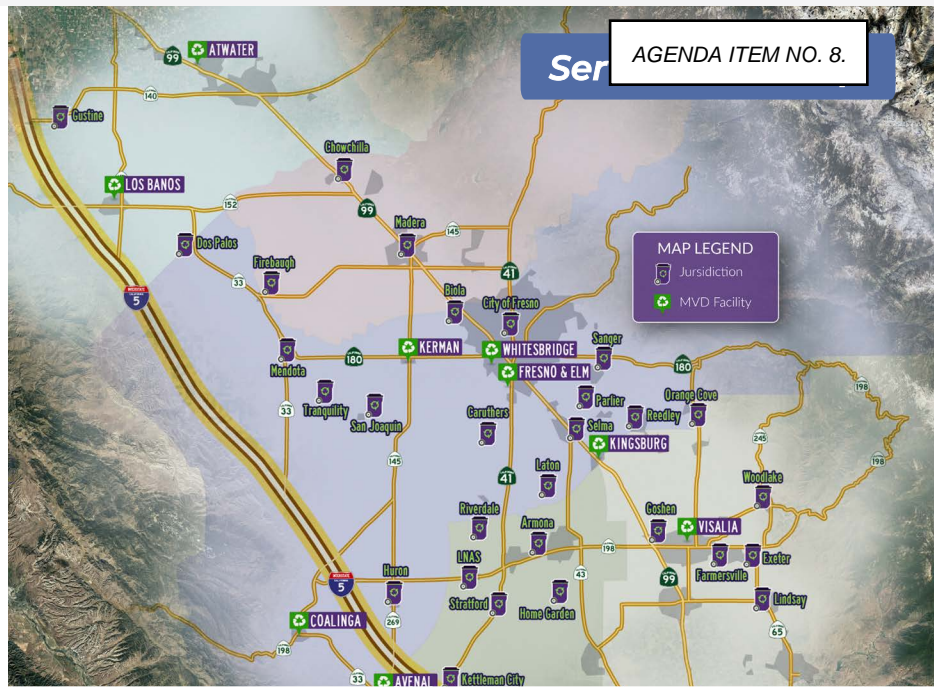 Ser
AGENDA ITEM NO. 8.
99
ATWATER
140
Gustine
Chowchilla
LOS BANOS
152
99
Madera
145
Dos Palos
Firebaugh
33
41
MAP LEGEND
Jursidiction
MVD Facility
INTERSTATE
5
Biola
City of Fresno
KERMAN
WHITESBRIDGE
Sanger
180
180
Mendota
FRESNO & ELM
198
Tranquility
San Joaquin
33
Caruthers
Parlier
Orange Cove
Reedley
Selma
KINGSBURG
245
198
145
41
Laton
Woodlake
Riverdale
Armona
Goshen
VISALIA
198
LNAS
Farmersville
Exeter
INTERSTATE
5
Huron
43
99
Stratford
Home Garden
Lindsay
COALINGA
269
65
198
33
AVENAL
Kettleman City